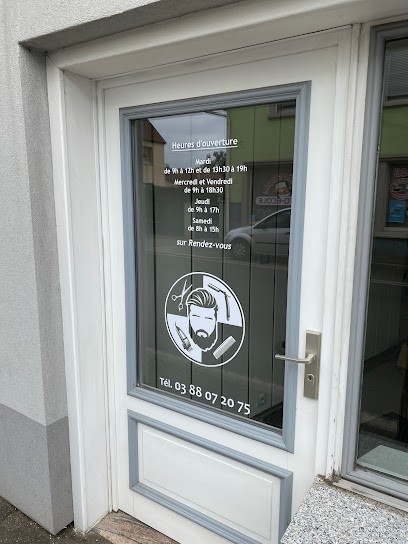 Heures d'ouverture
Mardi
de 9h à 12h et de 13h30 à 19h
Mercredi et Vendredi
de 9h à 18h30
Jeudi
de 9h à 17h
Samedi
de 8h à 15h
sur Rendez-vous
Tél. 03 88 07 20 75